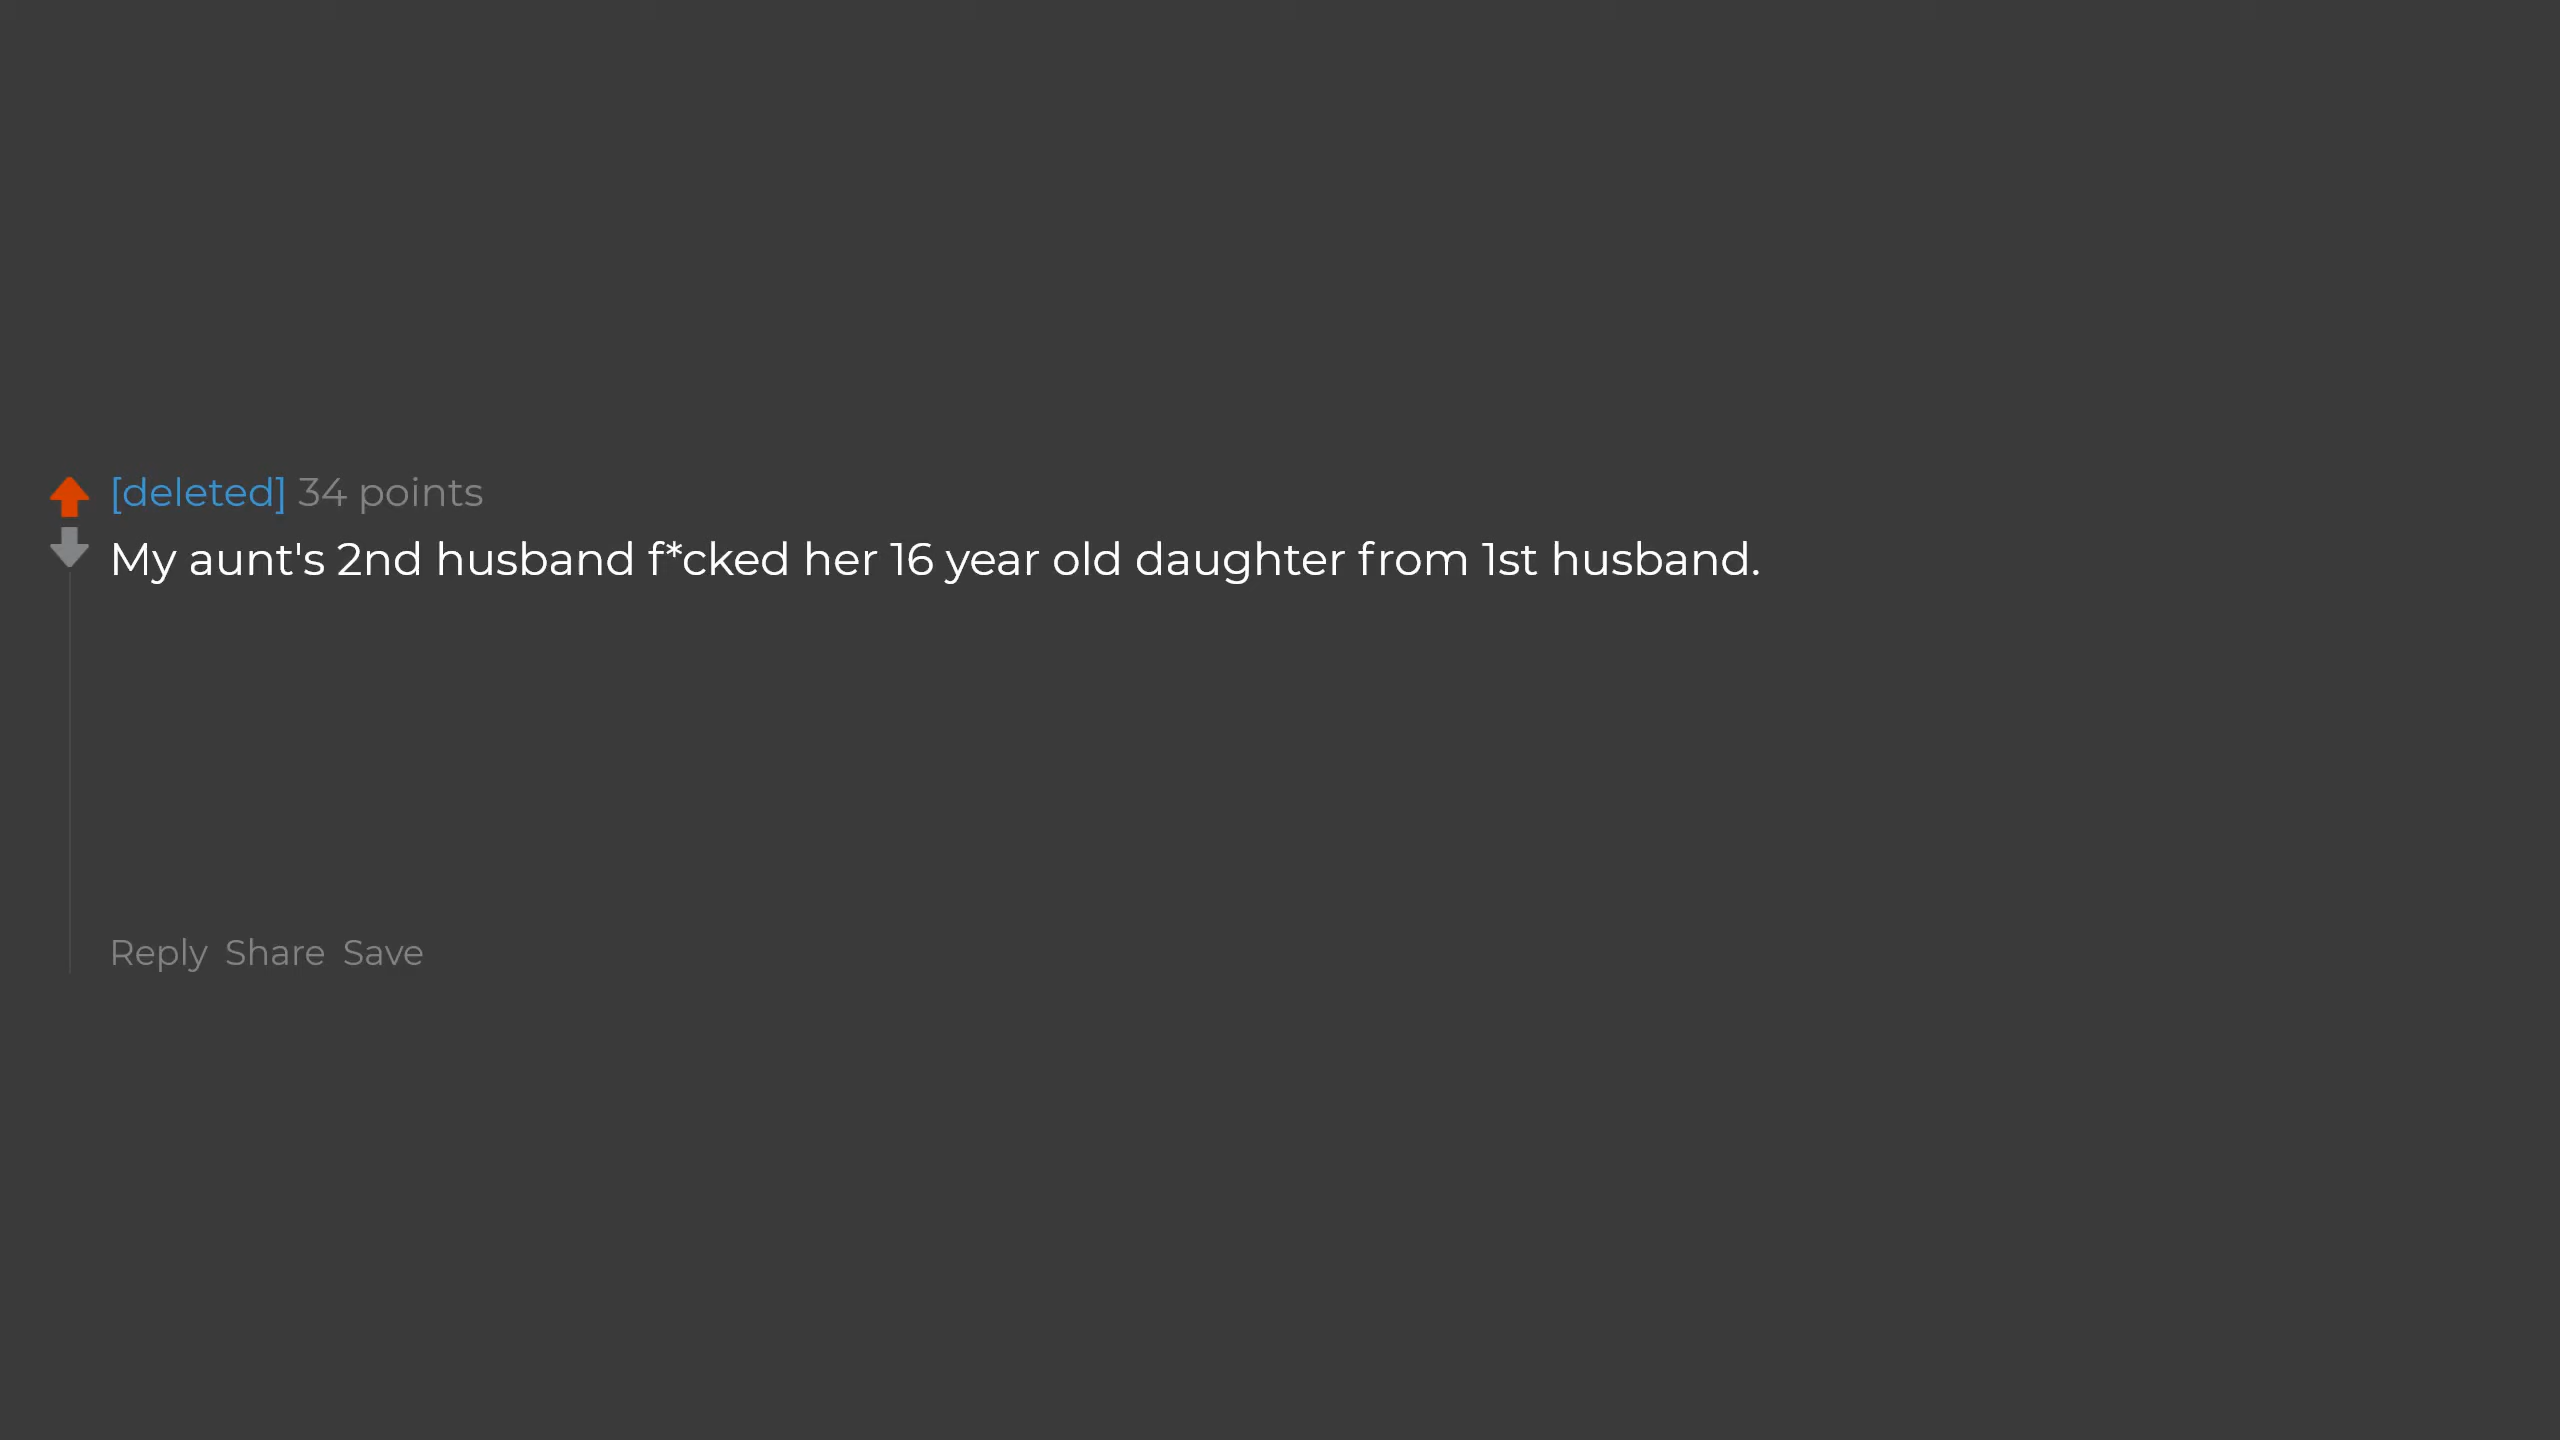 [deleted] 34 points
My aunt's 2nd husband f*cked her 16 year old daughter from 1st husband.
Reply Share Save